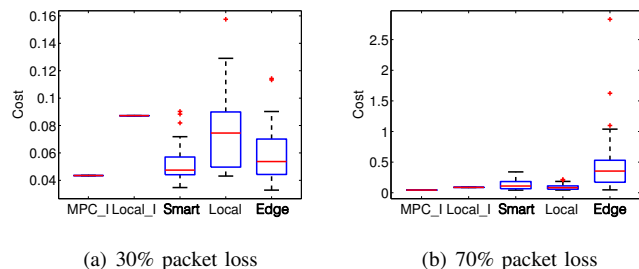 0.16
0.14
0.12
0.1
0.08
0.06
0.04
Cost
MPC_I Local_I Smart Local Edge
(a) 30% packet loss
2.5
2
1.5
1
0.5
0
Cost
MPC_I Local_I Smart Local Edge
(b) 70% packet loss